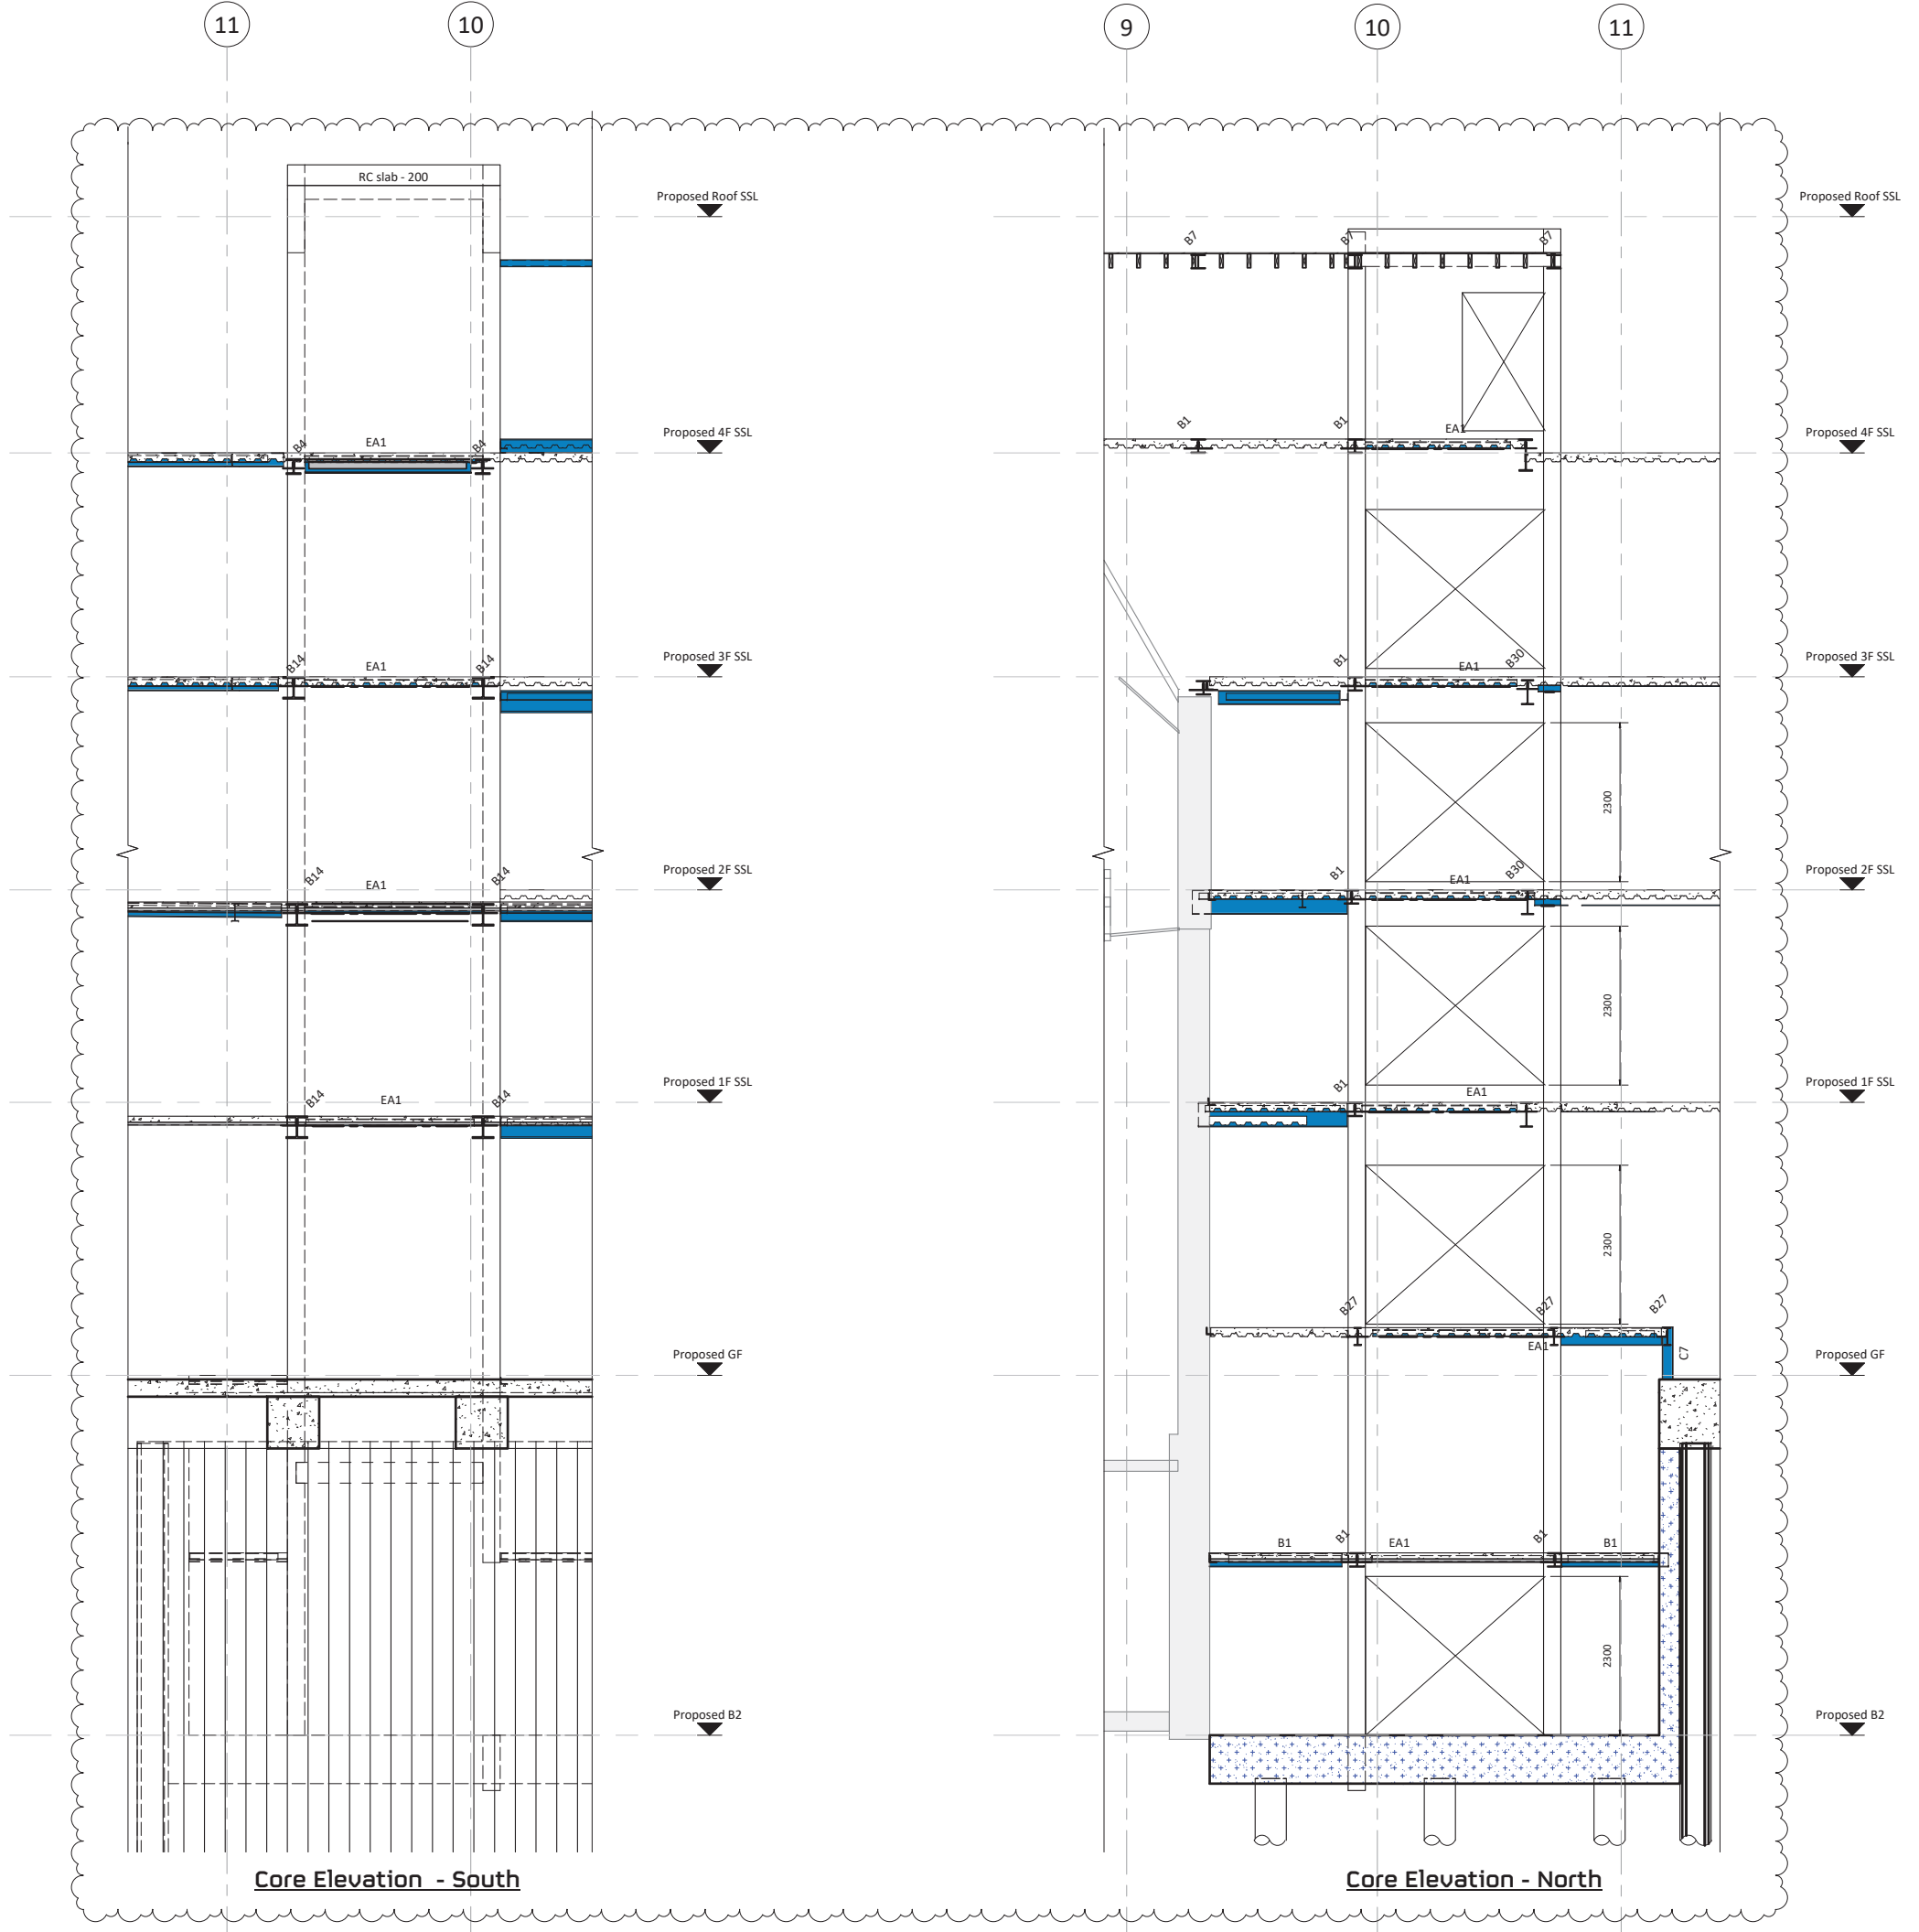 11
10
9
10
11
RC slab - 200
Proposed Roof SSL
Proposed Roof SSL
B7
B7
B7
B4
EA1
B4
Proposed 4F SSL
B1
B1
EA1
Proposed 4F SSL
B14
EA1
B14
Proposed 3F SSL
B1
EA1
B30
Proposed 3F SSL
2300
B14
EA1
B14
Proposed 2F SSL
B1
EA1
B30
Proposed 2F SSL
2300
B14
EA1
B14
Proposed 1F SSL
B1
EA1
Proposed 1F SSL
2300
B27
B27
B27
EA1
C7
Proposed GF
Proposed GF
B1
B1
EA1
B1
B1
2300
Proposed B2
Proposed B2
Core Elevation - South
Core Elevation - North